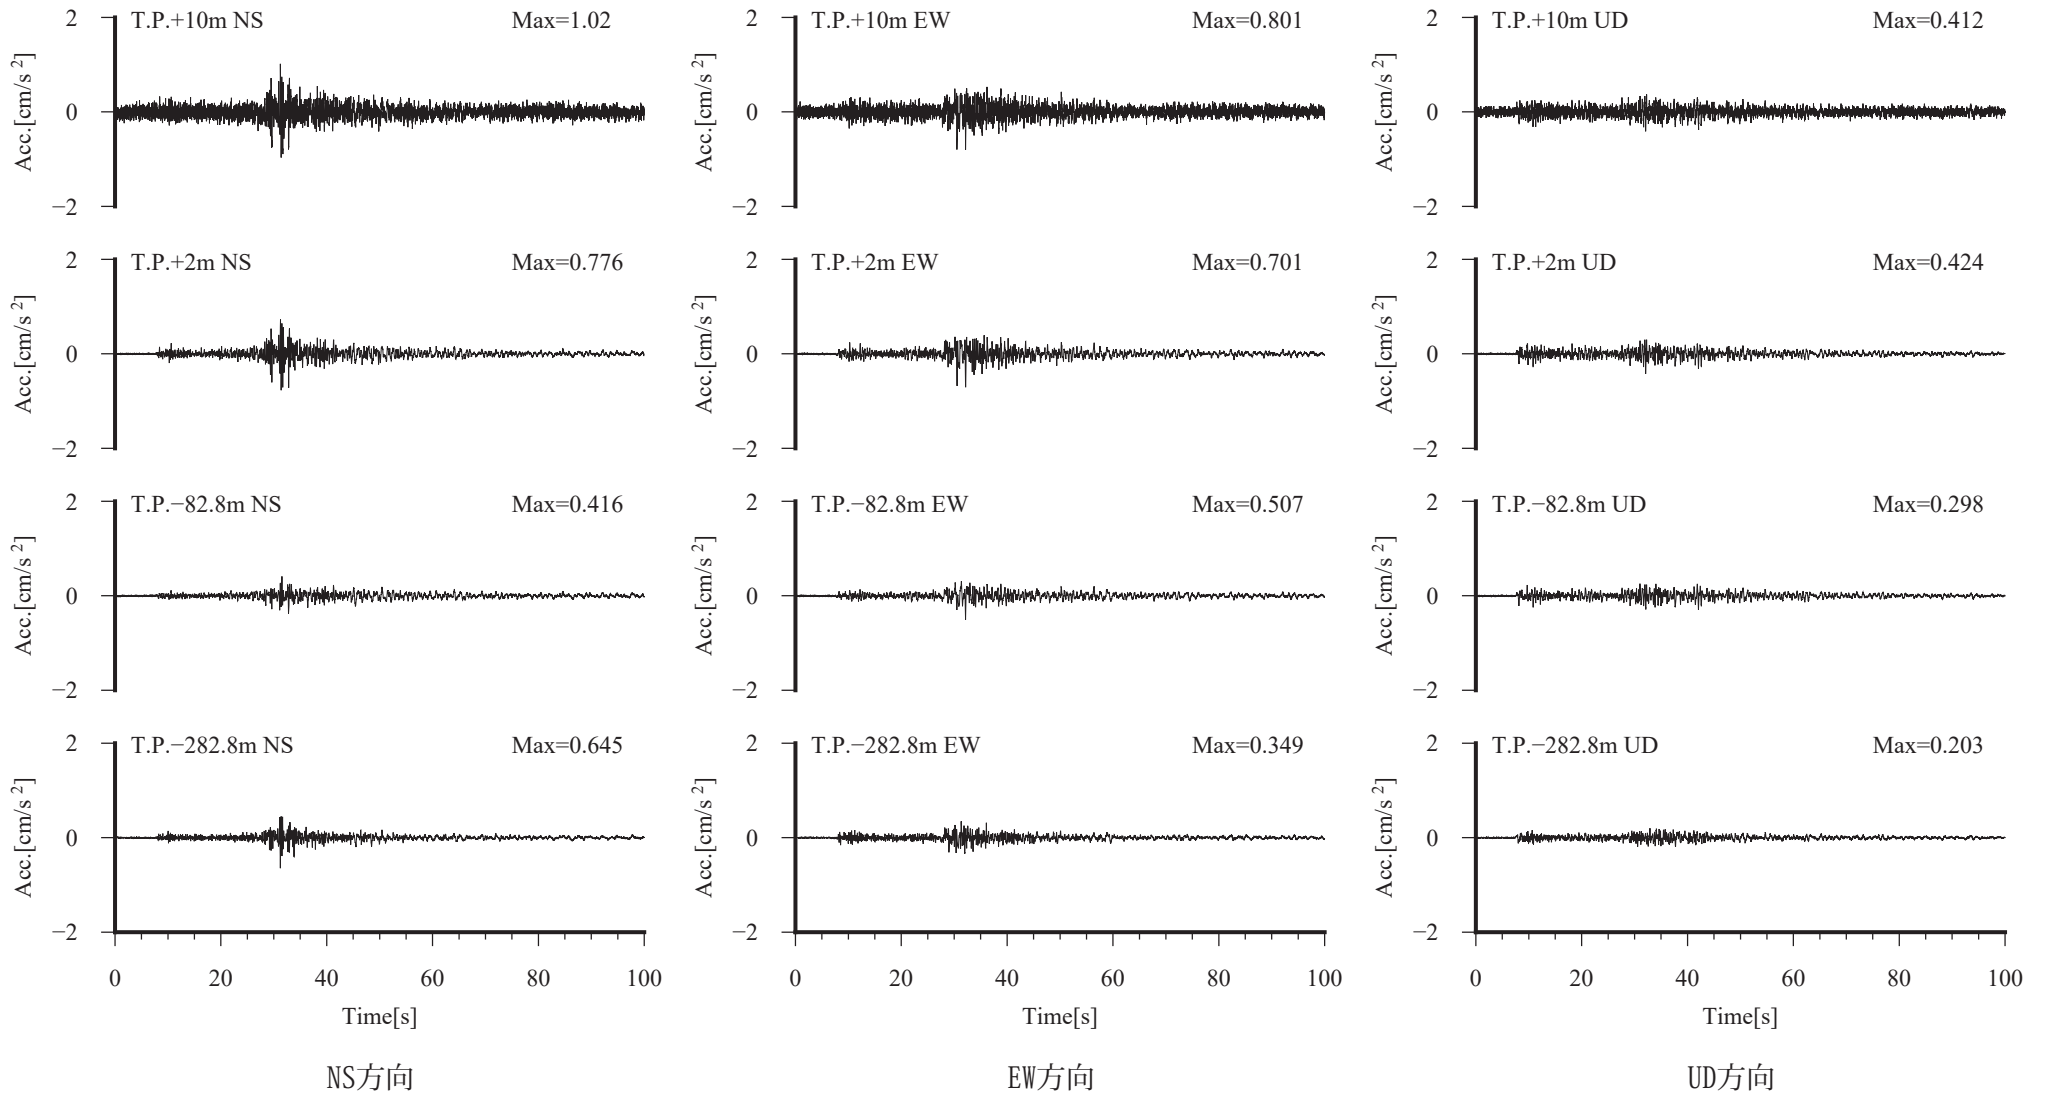 T.P.+10m NS Max=1.02
2
0
−2
Acc.[cm/s²]
T.P.+10m EW Max=0.801
2
0
−2
Acc.[cm/s²]
T.P.+10m UD Max=0.412
2
0
−2
Acc.[cm/s²]
T.P.+2m NS Max=0.776
2
0
−2
Acc.[cm/s²]
T.P.+2m EW Max=0.701
2
0
−2
Acc.[cm/s²]
T.P.+2m UD Max=0.424
2
0
−2
Acc.[cm/s²]
T.P.−82.8m NS Max=0.416
2
0
−2
Acc.[cm/s²]
T.P.−82.8m EW Max=0.507
2
0
−2
Acc.[cm/s²]
T.P.−82.8m UD Max=0.298
2
0
−2
Acc.[cm/s²]
T.P.−282.8m NS Max=0.645
2
0
−2
Acc.[cm/s²]
T.P.−282.8m EW Max=0.349
2
0
−2
Acc.[cm/s²]
T.P.−282.8m UD Max=0.203
2
0
−2
Acc.[cm/s²]
0 20 40 60 80 100
0 20 40 60 80 100
0 20 40 60 80 100
Time[s]
Time[s]
Time[s]
NS方向
EW方向
UD方向